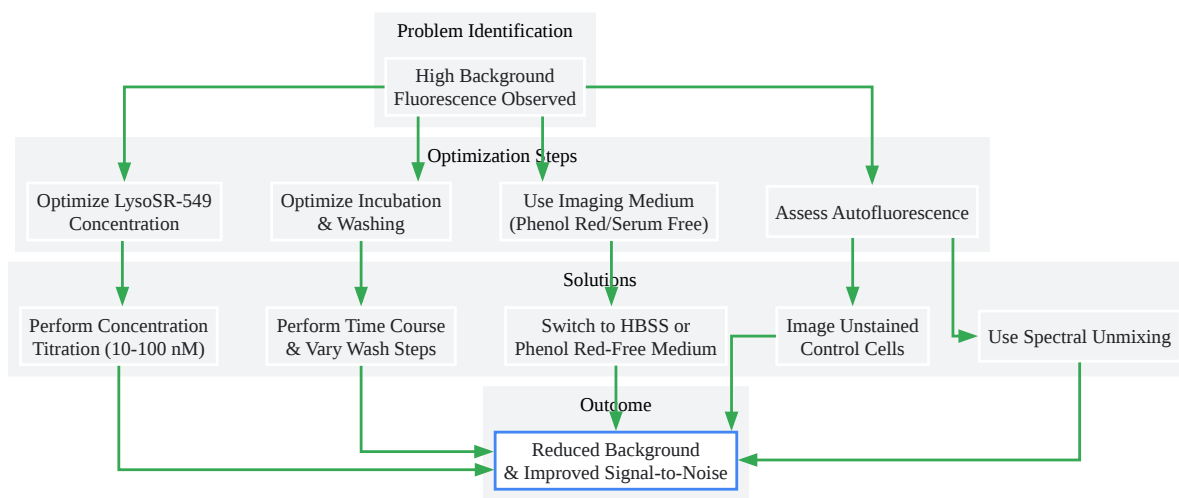 Problem Identification
High Background
Fluorescence Observed
Optimization Steps
Optimize LysoSR-549
Concentration
Optimize Incubation
& Washing
Use Imaging Medium
(Phenol Red/Serum Free)
Assess Autofluorescence
Solutions
Perform Concentration
Titration (10-100 nM)
Perform Time Course
& Vary Wash Steps
Switch to HBSS or
Phenol Red-Free Medium
Image Unstained
Control Cells
Use Spectral Unmixing
Outcome
Reduced Background
& Improved Signal-to-Noise